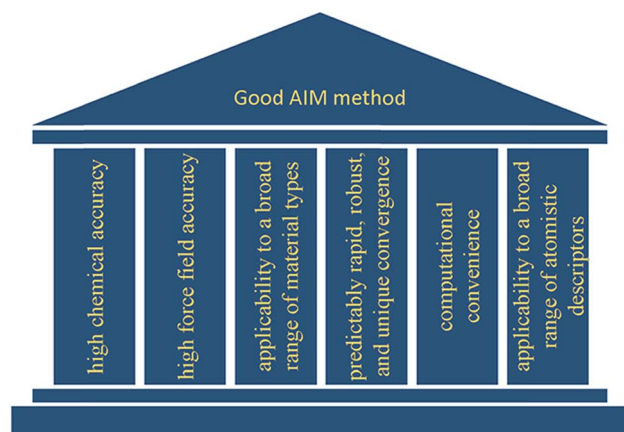 Good AIM method
high chemical accuracy
high force field accuracy
applicability to a broad
range of material types
predictably rapid, robust,
and unique convergence
computational
convenience
applicability to a broad
range of atomistic
descriptors